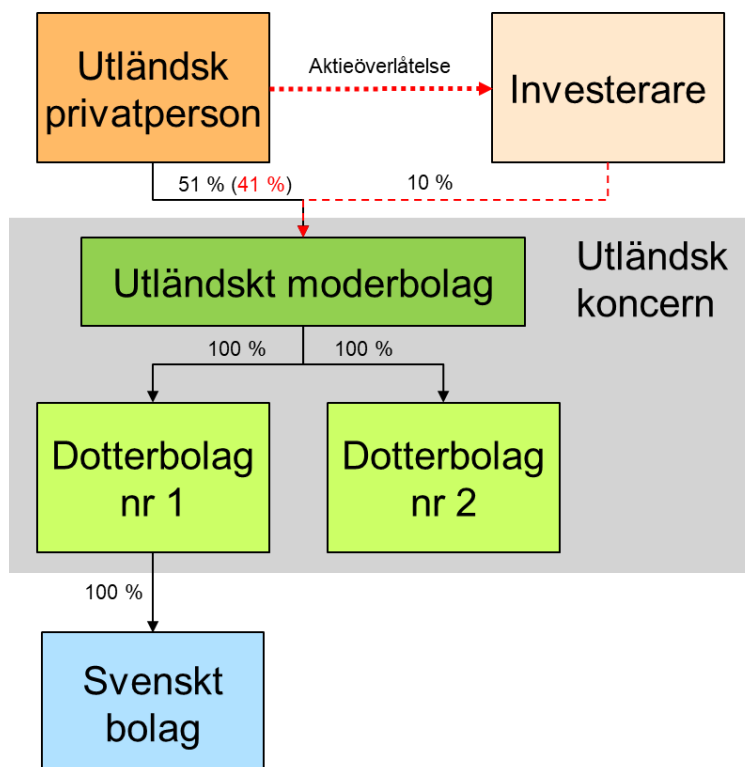 Utländsk
privatperson
Aktieöverlåtelse
Investerare
51 % (41 %)
10 %
Utländskt moderbolag
Utländsk
koncern
100 %
100 %
Dotterbolag
nr 1
Dotterbolag
nr 2
100 %
Svenskt
bolag